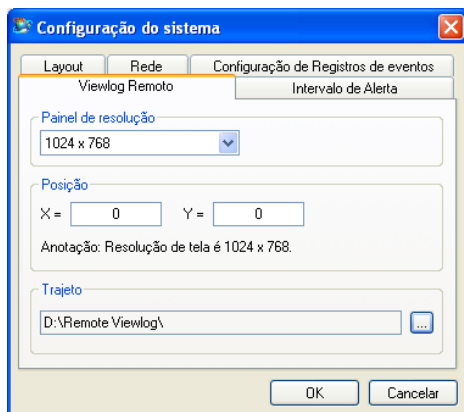 Configuração do sistema
Layout Rede Configuração de Registros de eventos
Viewlog Remoto Intervalo de Alerta
Painel de resolução
1024 x 768
Posição
X = 0 Y = 0
Anotação: Resolução de tela é 1024 x 768.
Trajeto
D:\Remote Viewlog\ ...
OK Cancelar